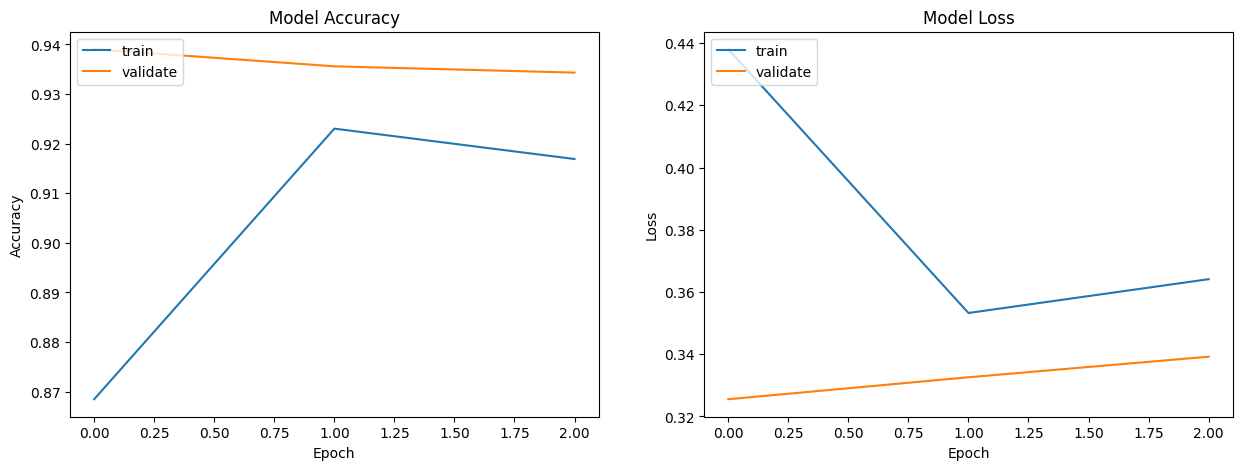 Model Accuracy
train
validate
0.94
0.93
0.92
0.91
0.90
0.89
0.88
0.87
Accuracy
0.00 0.25 0.50 0.75 1.00 1.25 1.50 1.75 2.00
Epoch
Model Loss
train
validate
0.44
0.42
0.40
0.38
0.36
0.34
0.32
Loss
0.00 0.25 0.50 0.75 1.00 1.25 1.50 1.75 2.00
Epoch